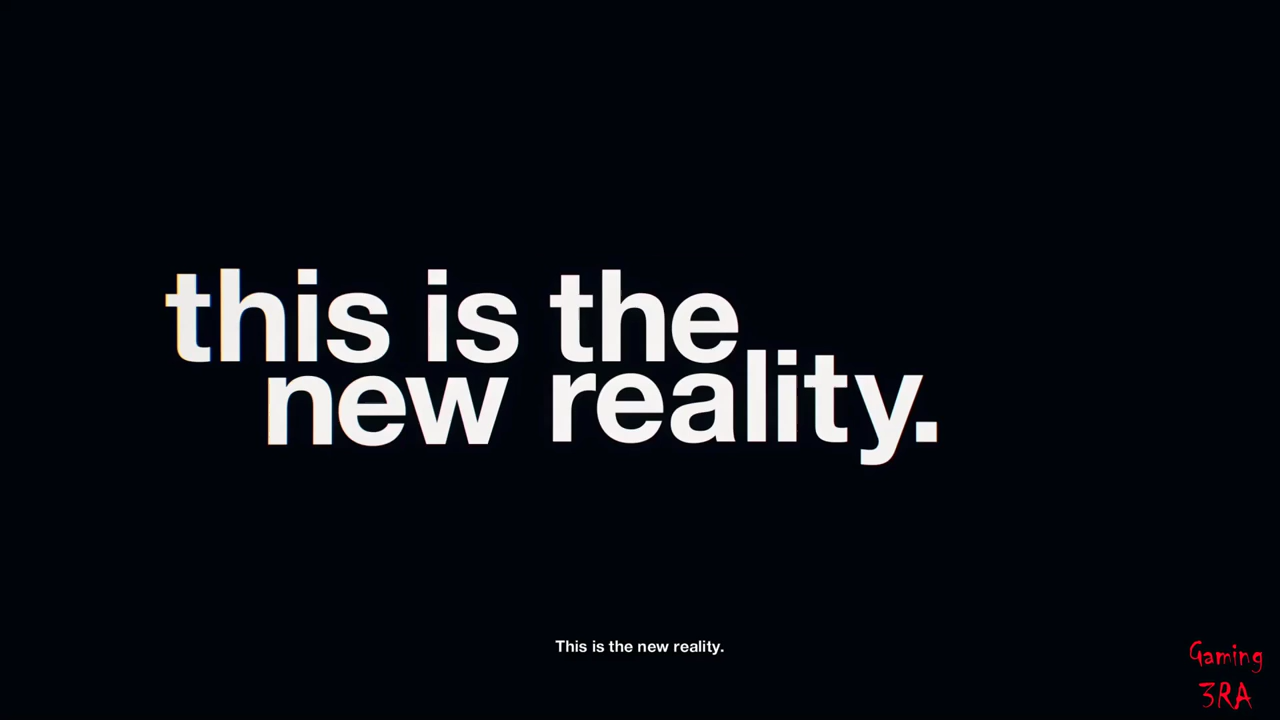 this is the
new reality.
This is the new reality.
Gaming
3RA